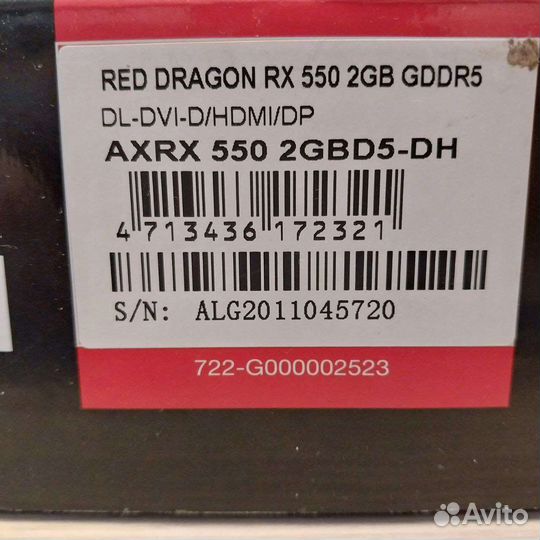 RED DRAGON RX 550 2GB GDDR5
DL-DVI-D/HDMI/DP
AXRX 550 2GBD5-DH
4 713436 172321
S/N: ALG2011045720
722-G000002523
Avito